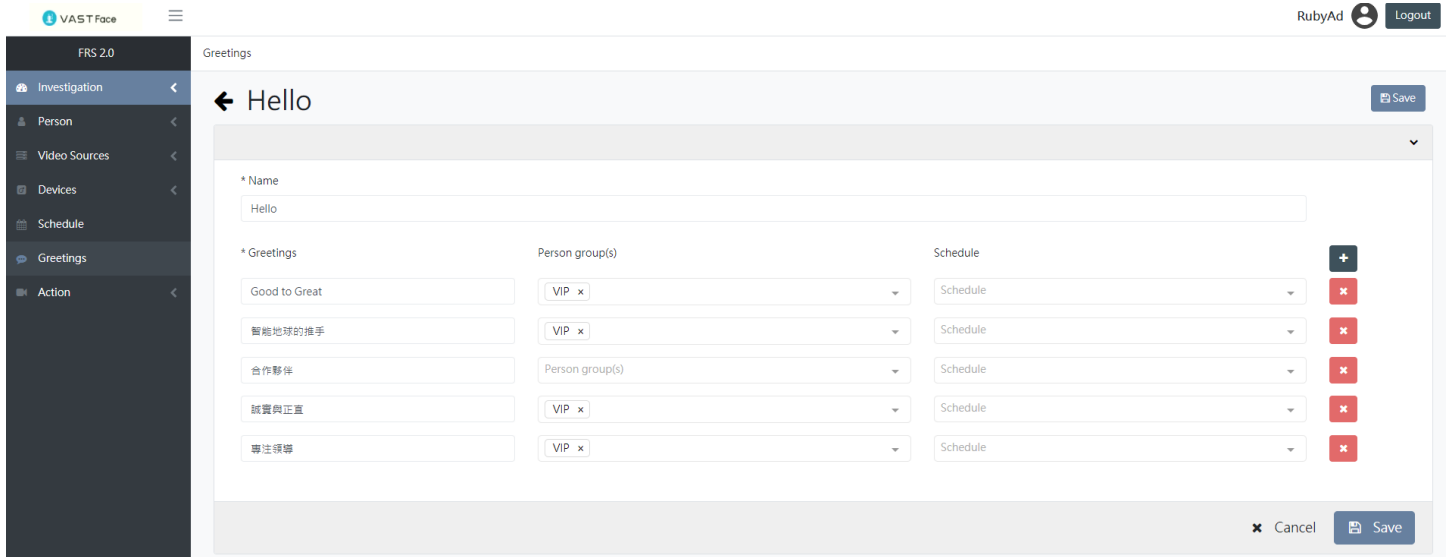 VAST Face
RubyAd
Logout
FRS 2.0
Greetings
Investigation
Person
Video Sources
Devices
Schedule
Greetings
Action
Hello
Save
* Name
Hello
* Greetings Person group(s) Schedule
Good to Great VIP × Schedule
智能地球的推手 VIP × Schedule
合作夥伴 Person group(s) Schedule
誠實與正直 VIP × Schedule
專注領導 VIP × Schedule
Cancel Save